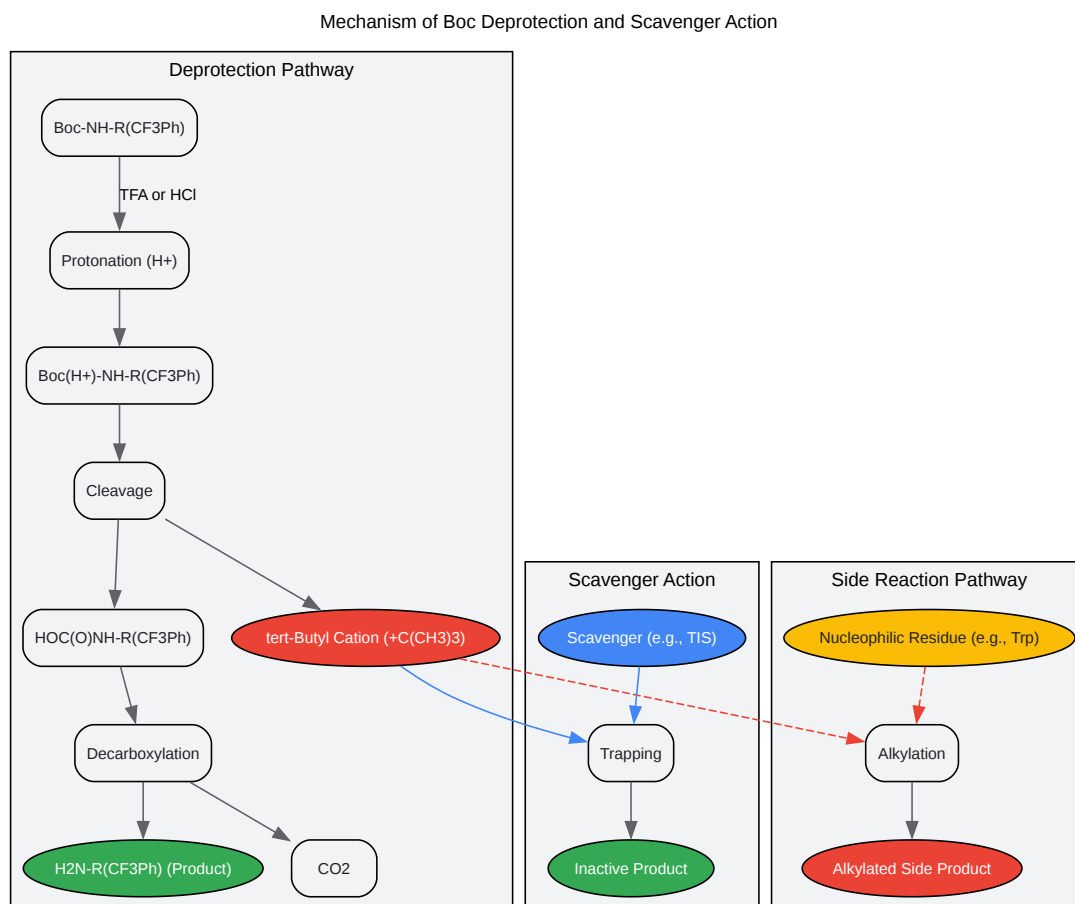 Mechanism of Boc Deprotection and Scavenger Action
Deprotection Pathway
Boc-NH-R(CF3Ph)
TFA or HCl
Protonation (H+)
Boc(H+)-NH-R(CF3Ph)
Cleavage
HOC(O)NH-R(CF3Ph)
tert-Butyl Cation (+C(CH3)3)
Decarboxylation
H2N-R(CF3Ph) (Product)
CO2
Scavenger Action
Scavenger (e.g., TIS)
Trapping
Inactive Product
Side Reaction Pathway
Nucleophilic Residue (e.g., Trp)
Alkylation
Alkylated Side Product